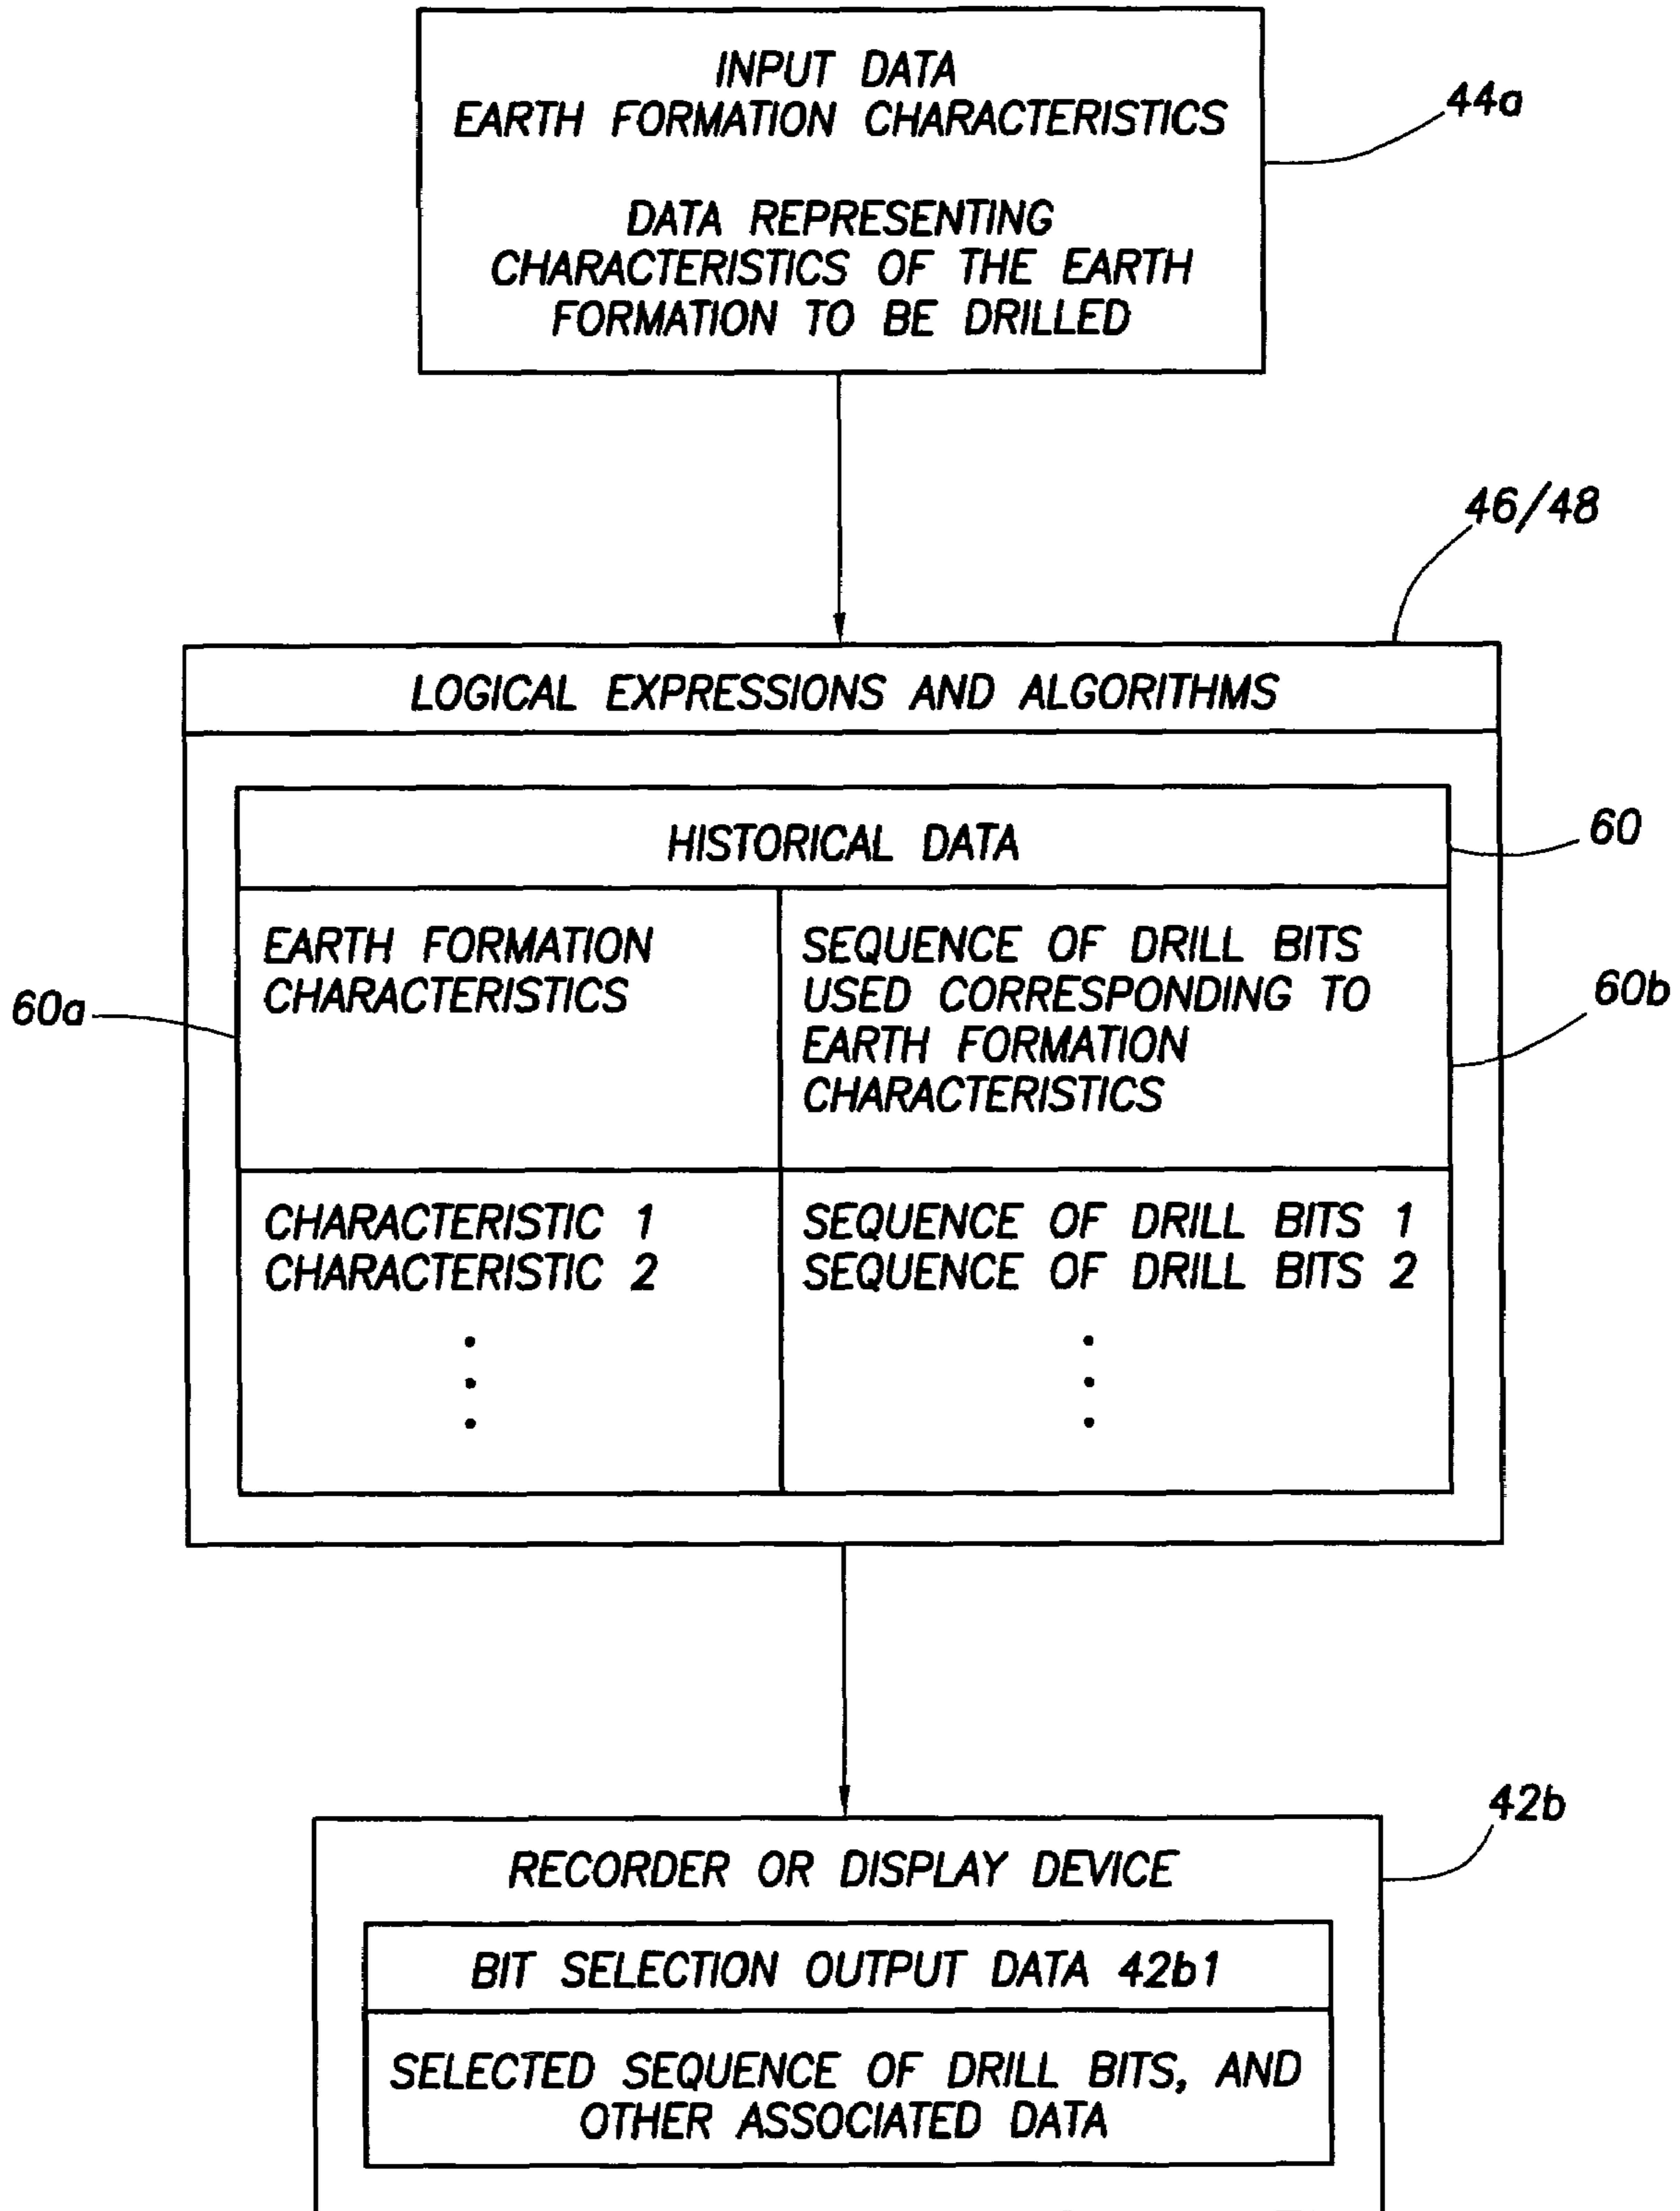 INPUT DATA
EARTH FORMATION CHARACTERISTICS
DATA REPRESENTING
CHARACTERISTICS OF THE EARTH
FORMATION TO BE DRILLED
44a
46/48
LOGICAL EXPRESSIONS AND ALGORITHMS
HISTORICAL DATA
60
EARTH FORMATION
CHARACTERISTICS
60a
SEQUENCE OF DRILL BITS
USED CORRESPONDING TO
EARTH FORMATION
CHARACTERISTICS
60b
CHARACTERISTIC 1
CHARACTERISTIC 2
SEQUENCE OF DRILL BITS 1
SEQUENCE OF DRILL BITS 2
42b
RECORDER OR DISPLAY DEVICE
BIT SELECTION OUTPUT DATA 42b1
SELECTED SEQUENCE OF DRILL BITS, AND
OTHER ASSOCIATED DATA